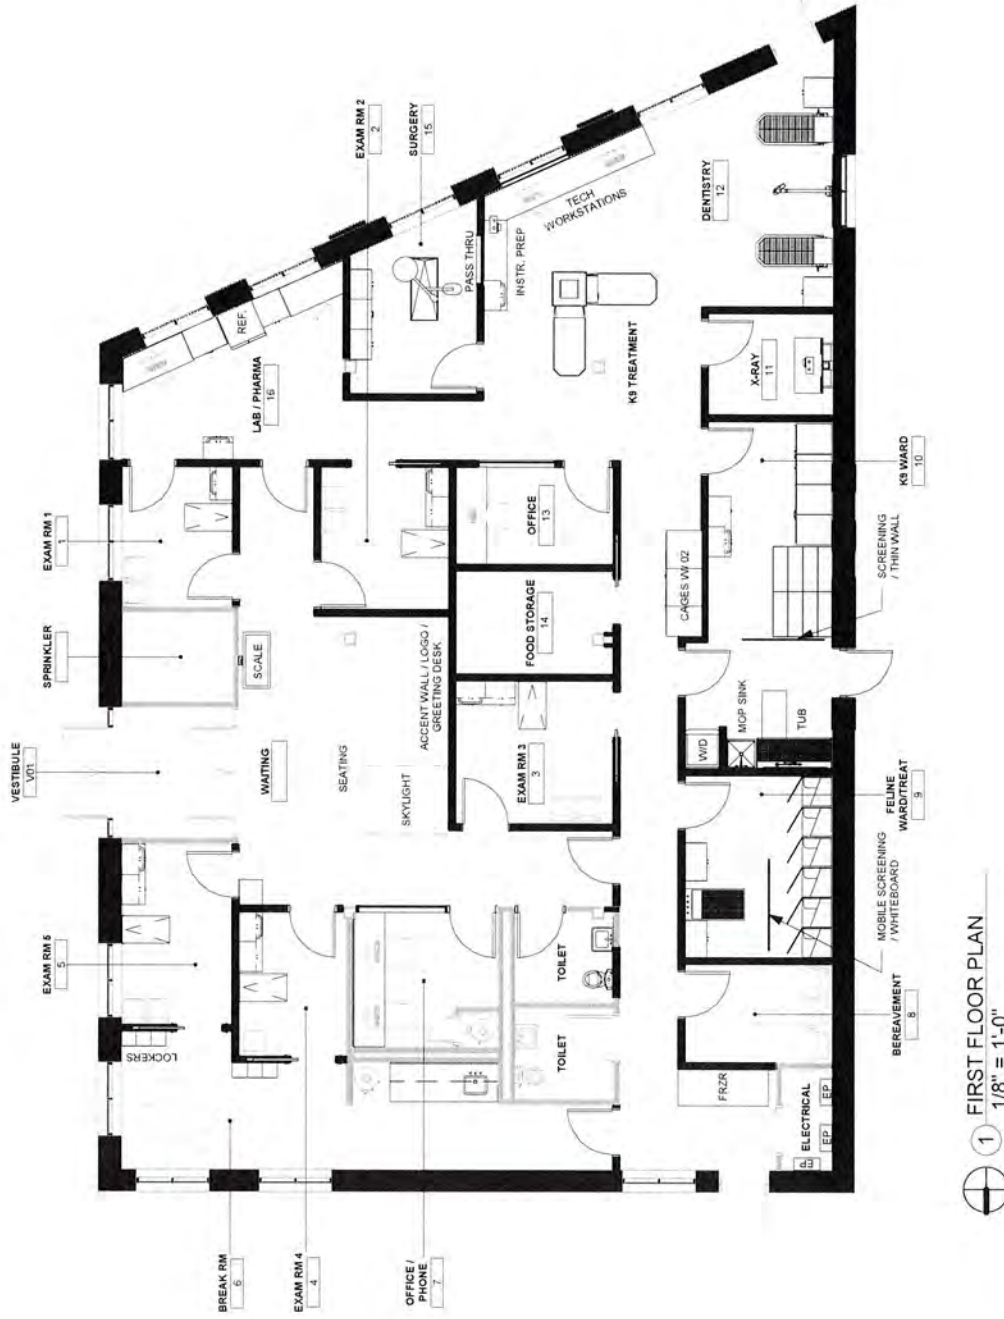 VESTIBULE
V01
SPRINKLER
EXAM RM 1
1
EXAM RM 2
2
SURGERY
15
EXAM RM 5
5
LOCKERS
SCALE
WAITING
SEATING
SKYLIGHT
ACCENT WALL / LOGO /
GREETING DESK
LAB / PHARMA
16
REF.
PASS THRU
INSTR. PREP
TECH
WORKSTATIONS
BREAK RM
6
EXAM RM 4
4
OFFICE /
PHONE
7
TOILET
TOILET
EXAM RM 3
3
FOOD STORAGE
14
OFFICE
13
K9 TREATMENT
DENTISTRY
12
X-RAY
11
CAGES W/ 02
W/D
MOP SINK
TUB
FRZR
ELECTRICAL
EP
EP
EP
BEREAVEMENT
8
MOBILE SCREENING
/ WHITEBOARD
FELINE
WARD/TREAT
9
SCREENING
/ THIN WALL
K9 WARD
10
1
FIRST FLOOR PLAN
1/8" = 1'-0"